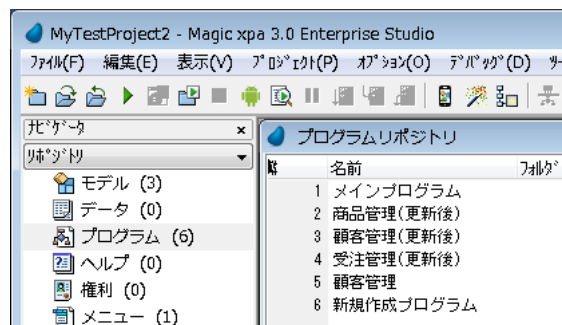 MyTestProject2 - Magic xpa 3.0 Enterprise Studio
ﾌｧｲﾙ(F) 編集(E) 表示(V) ﾌﾟﾛｼﾞｪｸﾄ(P) ｵﾌﾟｼｮﾝ(O) ﾃﾞﾊﾞｯｸﾞ(D)
ﾅﾋﾞｹﾞｰﾀ
ﾘﾎﾟｼﾞﾄﾘ
モデル (3)
データ (0)
プログラム (6)
ヘルプ (0)
権利 (0)
メニュー (1)
プログラムリポジトリ
名前 ﾌｫﾙﾀﾞ
1 メインプログラム
2 商品管理(更新後)
3 顧客管理(更新後)
4 受注管理(更新後)
5 顧客管理
6 新規作成プログラム